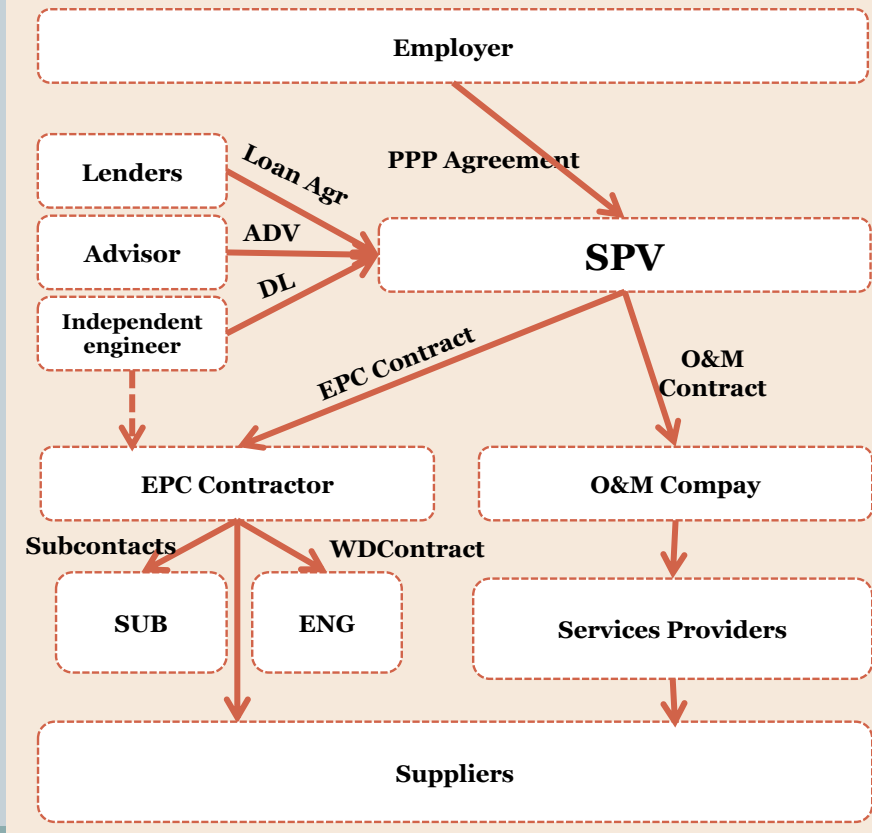 Employer
PPP Agreement
Lenders
Loan Agr
Advisor
ADV
SPV
DL
Independent
engineer
EPC Contract
O&M
Contract
EPC Contractor
O&M Compay
Subcontacts
WDContract
SUB
ENG
Services Providers
Suppliers